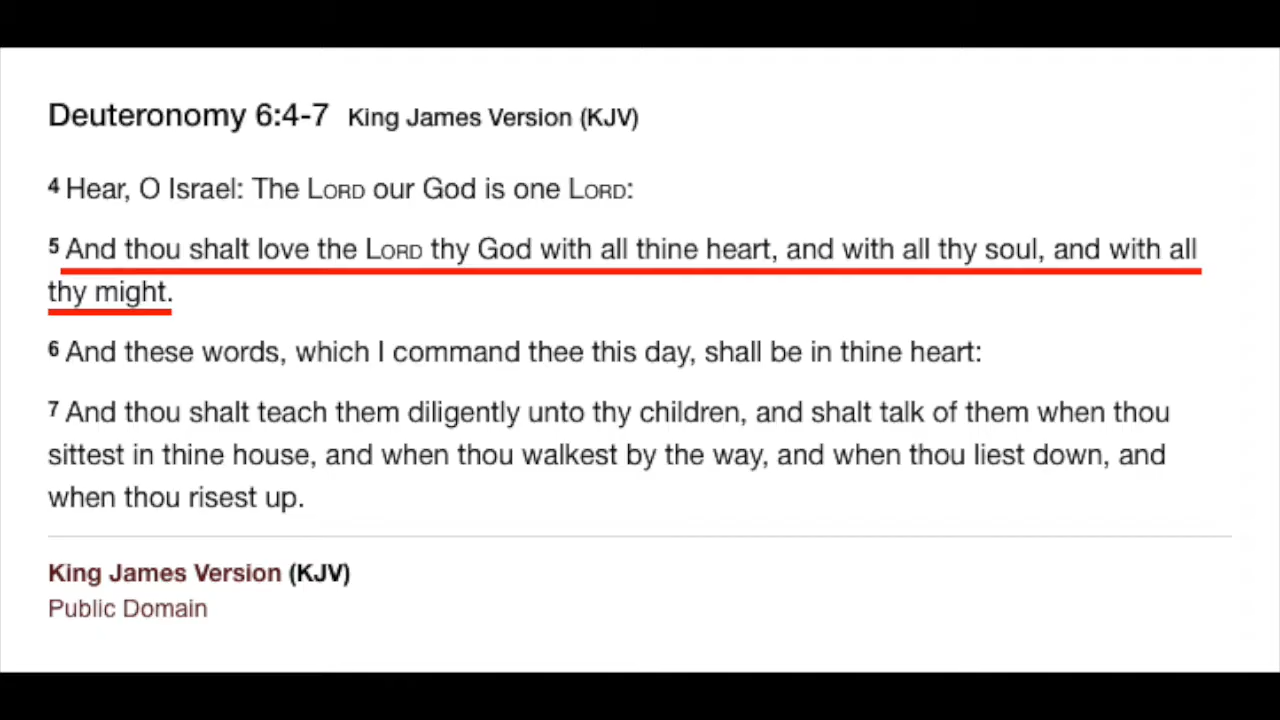 Deuteronomy 6:4-7 King James Version (KJV)
4 Hear, O Israel: The LORD our God is one LORD:
5 And thou shalt love the LORD thy God with all thine heart, and with all thy soul, and with all
thy might.
6 And these words, which I command thee this day, shall be in thine heart:
7 And thou shalt teach them diligently unto thy children, and shalt talk of them when thou
sittest in thine house, and when thou walkest by the way, and when thou liest down, and
when thou risest up.
King James Version (KJV)
Public Domain